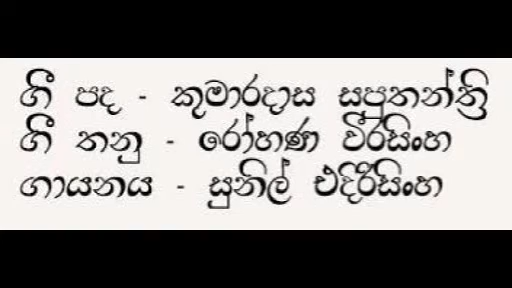 ගී පද - කුමාරදාස සපුතන්ත්‍රි
ගී තනු - රෝහණ වීරසිංහ
ගායනය - සුනිල් එදිරිසිංහ